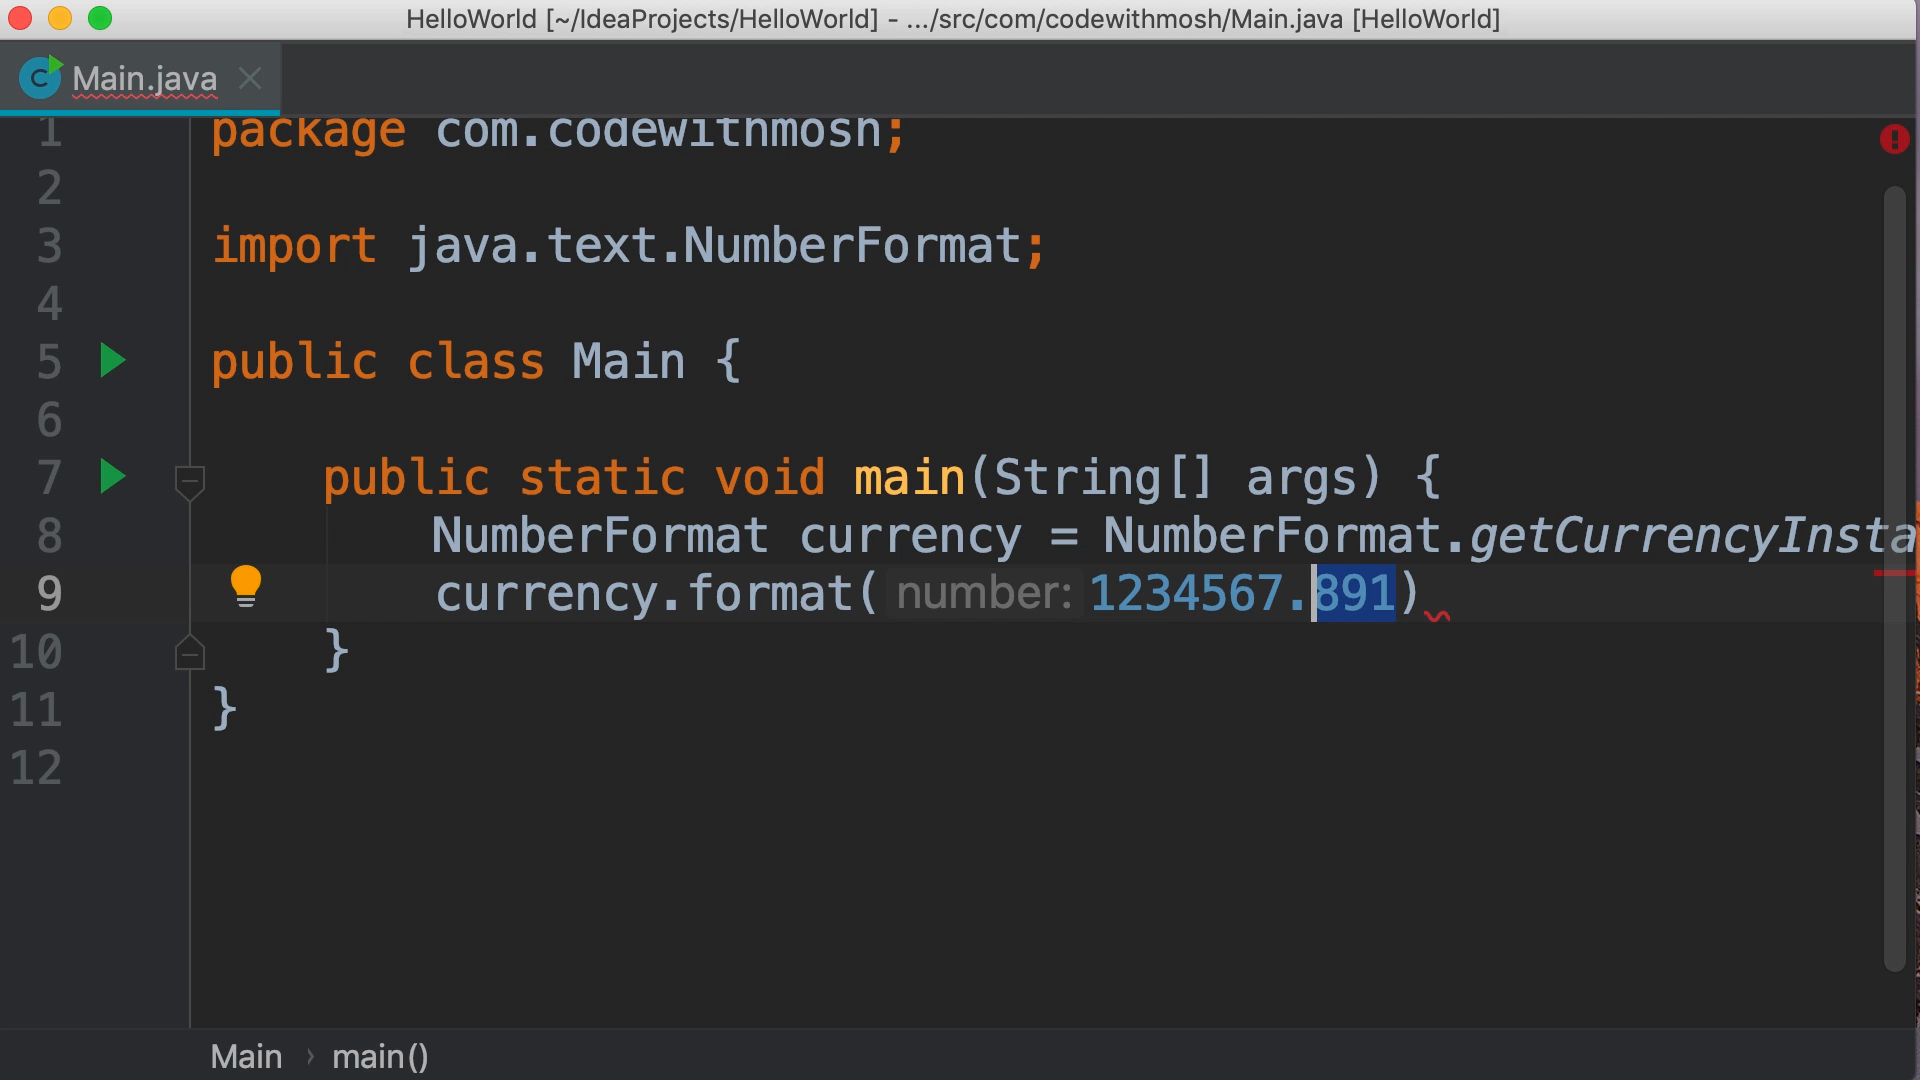 HelloWorld [~/IdeaProjects/HelloWorld] - .../src/com/codewithmosh/Main.java [HelloWorld]
Main.java
1 package com.codewithmosh;
2
3 import java.text.NumberFormat;
4
5 public class Main {
6
7 public static void main(String[] args) {
8 NumberFormat currency = NumberFormat.getCurrencyInsta
9 currency.format( number: 1234567.891)
10 }
11 }
12
Main › main()